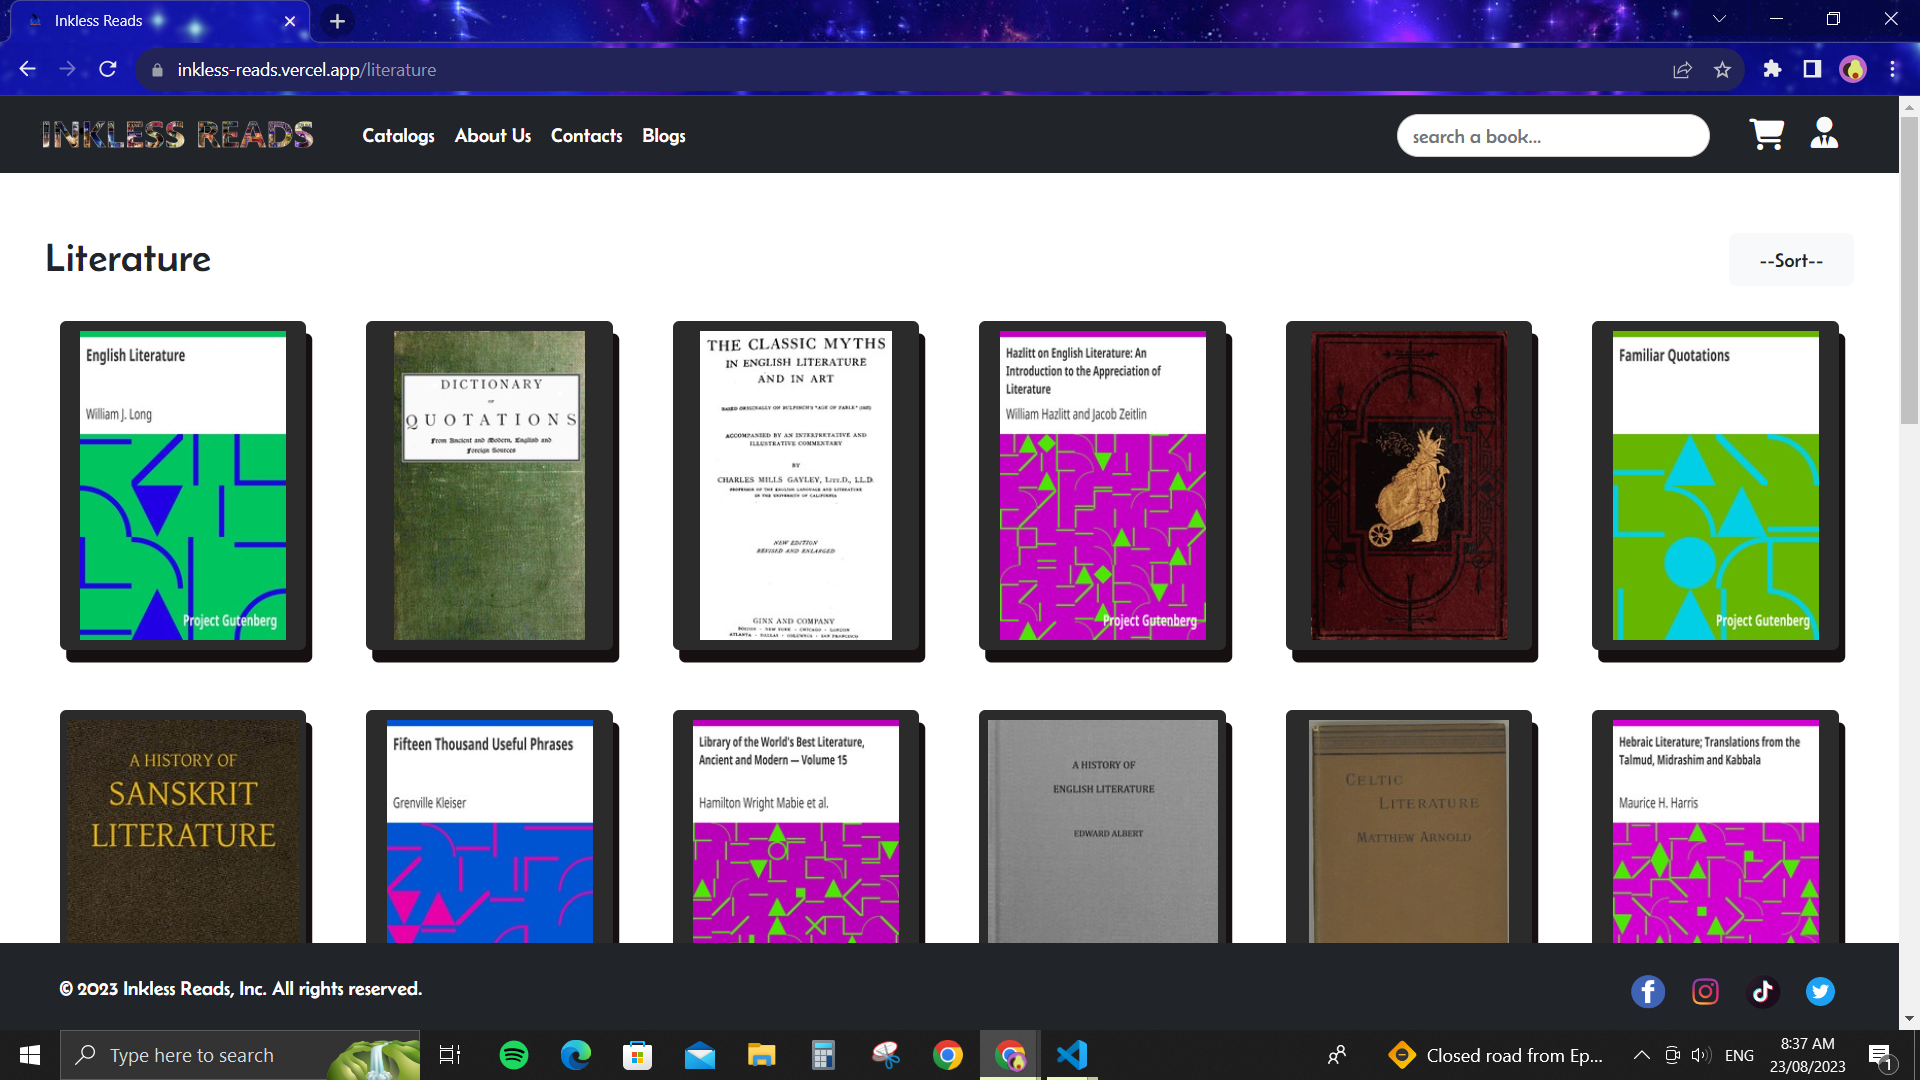 Inkless Reads
inkless-reads.vercel.app/literature
INKLESS READS
Catalogs
About Us
Contacts
Blogs
search a book...
Literature
--Sort--
English Literature
William J. Long
Project Gutenberg
DICTIONARY
OF
QUOTATIONS
From Ancient and Modern, English and
Foreign Sources
THE CLASSIC MYTHS
IN ENGLISH LITERATURE
AND IN ART
BASED ORIGINALLY ON BULFINCH'S "AGE OF FABLE" (1855)
ACCOMPANIED BY AN INTERPRETATIVE AND
ILLUSTRATIVE COMMENTARY
BY
CHARLES MILLS GAYLEY, LITT.D., LL.D.
PROFESSOR OF THE ENGLISH LANGUAGE AND LITERATURE
IN THE UNIVERSITY OF CALIFORNIA
NEW EDITION
REVISED AND ENLARGED
GINN AND COMPANY
BOSTON · NEW YORK · CHICAGO · LONDON
ATLANTA · DALLAS · COLUMBUS · SAN FRANCISCO
Hazlitt on English Literature: An
Introduction to the Appreciation of
Literature
William Hazlitt and Jacob Zeitlin
Project Gutenberg
Familiar Quotations
Project Gutenberg
A HISTORY OF
SANSKRIT
LITERATURE
Fifteen Thousand Useful Phrases
Grenville Kleiser
Library of the World's Best Literature,
Ancient and Modern — Volume 15
Hamilton Wright Mabie et al.
A HISTORY OF
ENGLISH LITERATURE
EDWARD ALBERT
CELTIC
LITERATURE
MATTHEW ARNOLD
Hebraic Literature; Translations from the
Talmud, Midrashim and Kabbala
Maurice H. Harris
© 2023 Inkless Reads, Inc. All rights reserved.
Type here to search
Closed road from Ep...
ENG
8:37 AM
23/08/2023
1